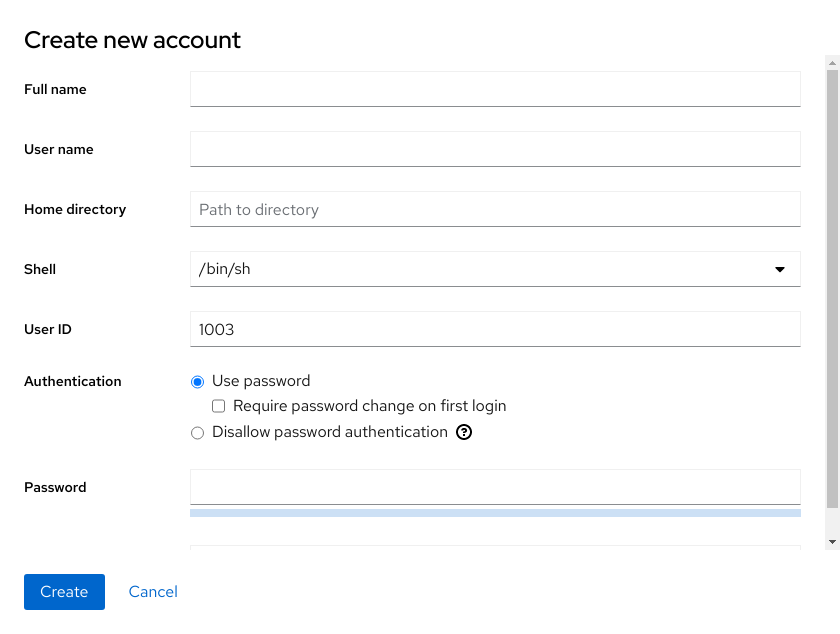 Create new account
Full name
User name
Home directory
Path to directory
Shell
/bin/sh
User ID
1003
Authentication
Use password
Require password change on first login
Disallow password authentication
Password
Create
Cancel